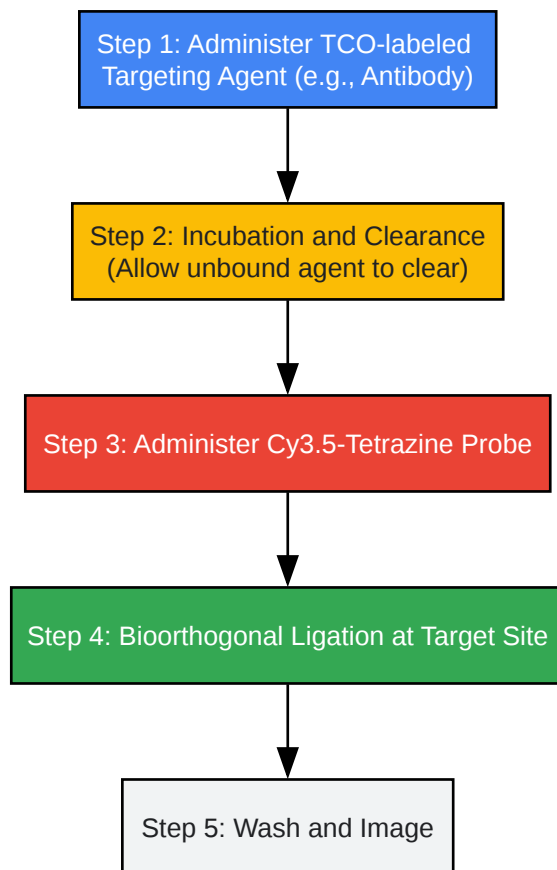 Step 1: Administer TCO-labeled
Targeting Agent (e.g., Antibody)
Step 2: Incubation and Clearance
(Allow unbound agent to clear)
Step 3: Administer Cy3.5-Tetrazine Probe
Step 4: Bioorthogonal Ligation at Target Site
Step 5: Wash and Image